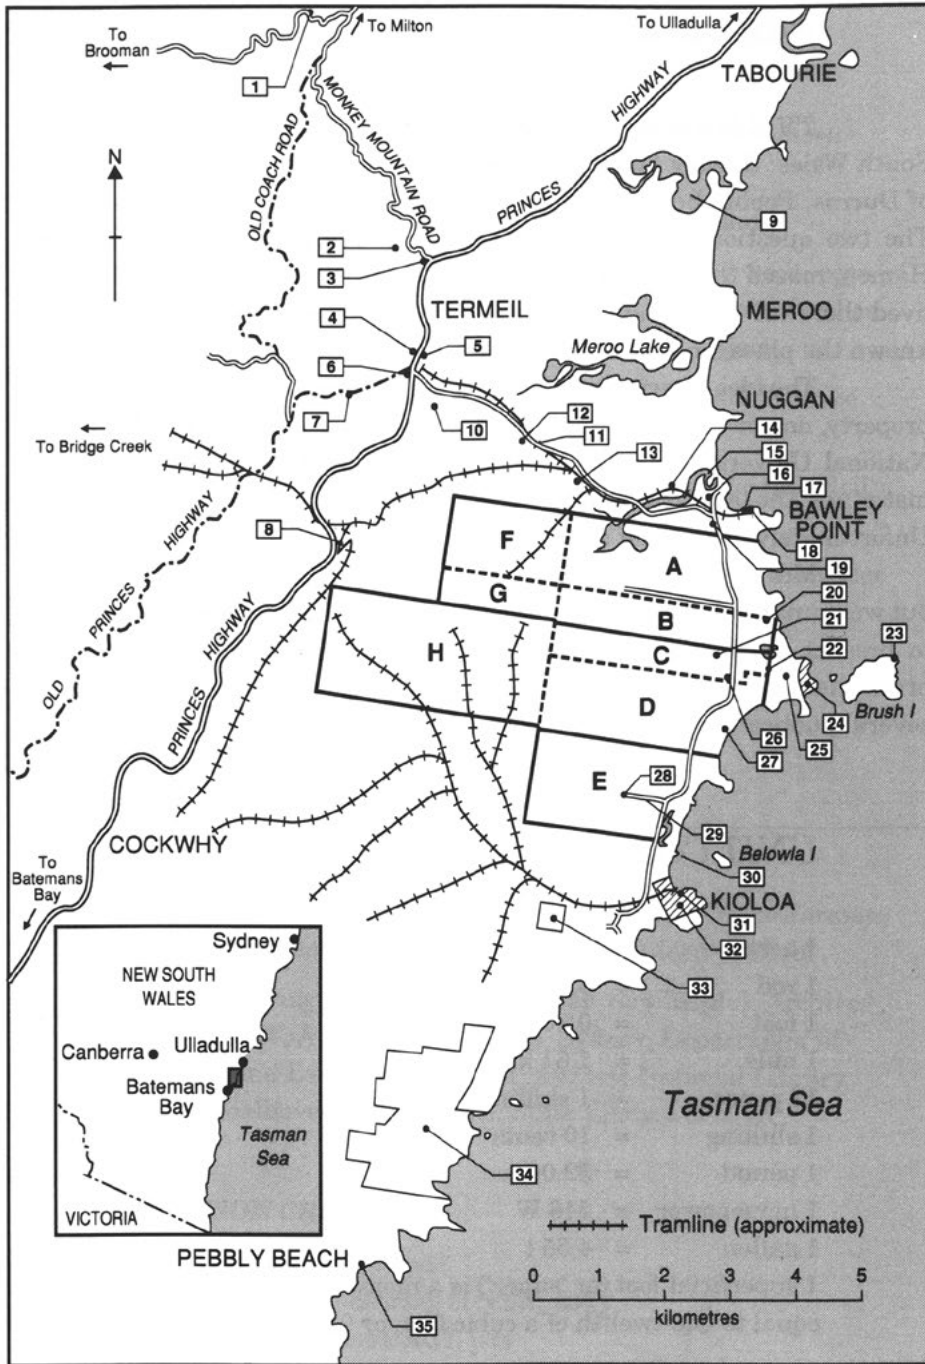 To
Brooman
1
To Milton
To Ulladulla
TABOURIE
MONKEY MOUNTAIN ROAD
OLD COACH ROAD
PRINCES HIGHWAY
N
9
2
3
TERMEIL
MEROO
4
5
Meroo Lake
6
7
NUGGAN
To Bridge Creek
10
12
11
14
13
15
16
17
BAWLEY
POINT
OLD PRINCES HIGHWAY
8
F
A
18
19
G
B
20
21
23
PRINCES HIGHWAY
H
C
22
Brush I
D
24
26
25
27
E
28
29
COCKWHY
To
Batemans
Bay
Belowla I
30
KIOLOA
31
32
33
Sydney
NEW SOUTH
WALES
Canberra
Ulladulla
Batemans
Bay
Tasman
Sea
VICTORIA
Tasman Sea
34
Tramline (approximate)
PEBBLY BEACH
0 1 2 3 4 5
kilometres
35